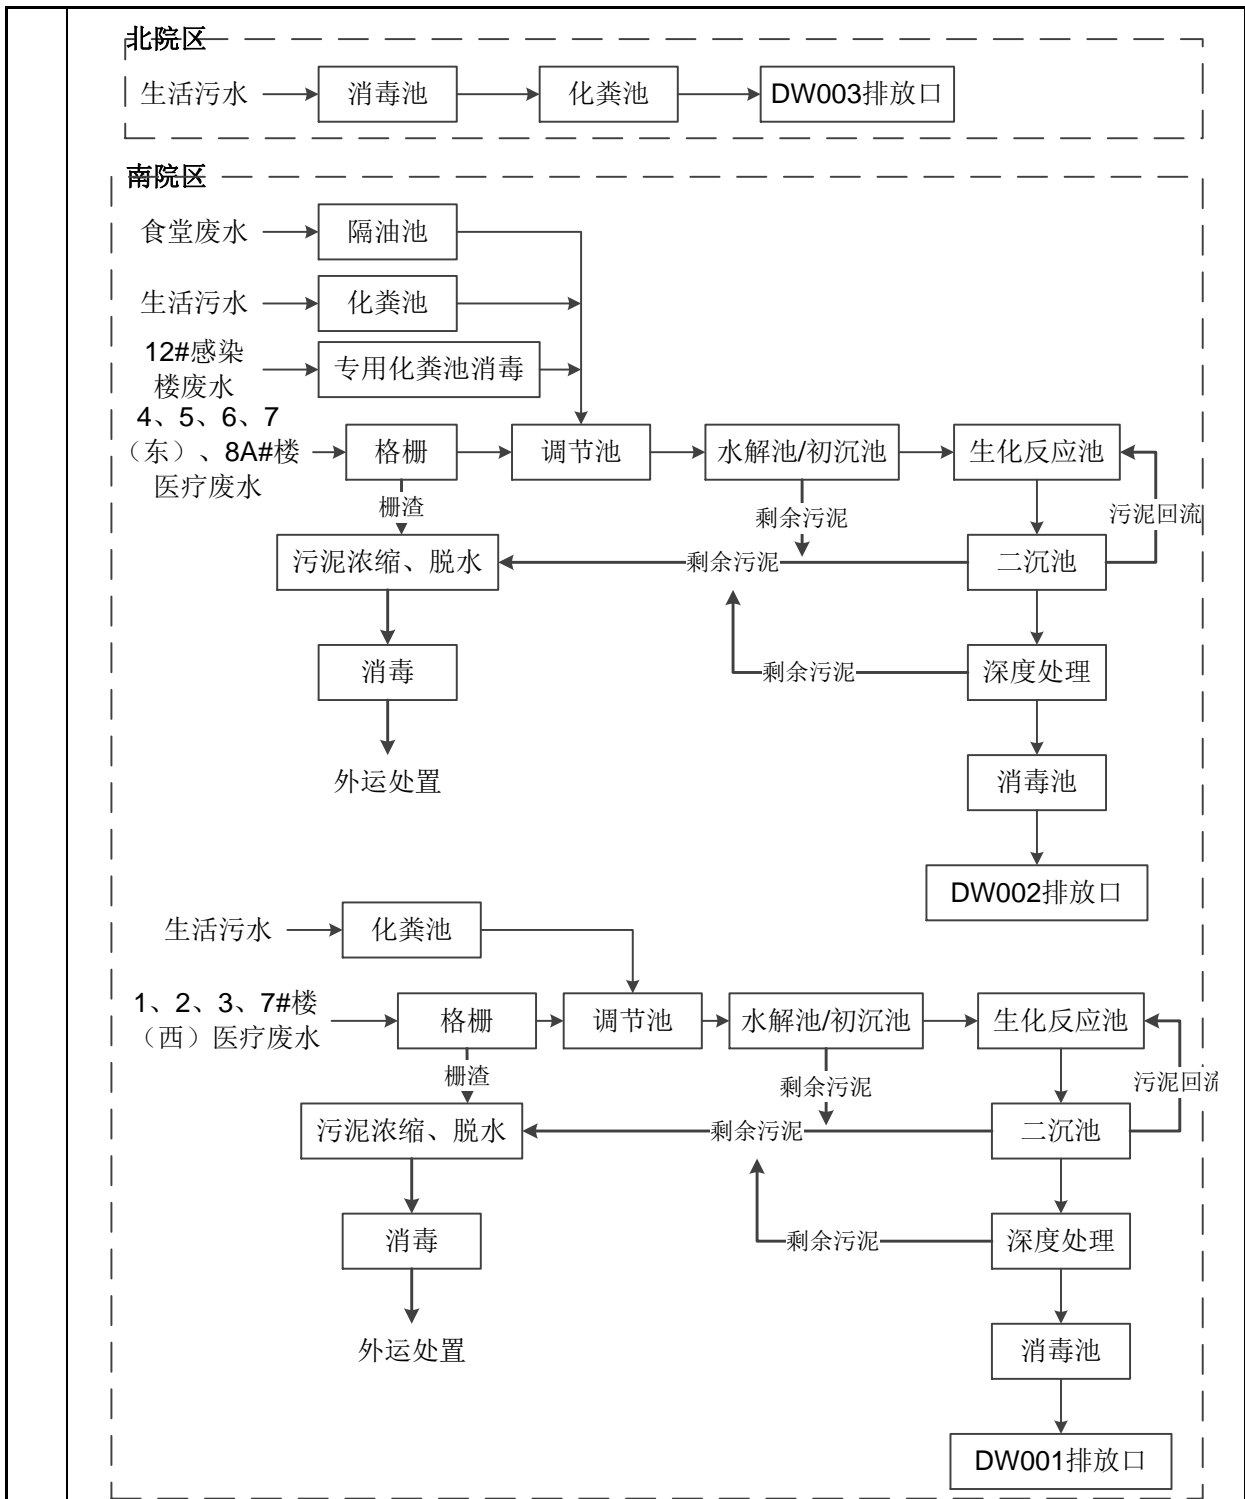 北院区
生活污水
消毒池
化粪池
DW003排放口
南院区
食堂废水
隔油池
生活污水
化粪池
12#感染
楼废水
专用化粪池消毒
4、5、6、7
（东）、8A#楼
医疗废水
格栅
调节池
水解池/初沉池
生化反应池
栅渣
剩余污泥
污泥回流
污泥浓缩、脱水
剩余污泥
二沉池
消毒
剩余污泥
深度处理
外运处置
消毒池
DW002排放口
生活污水
化粪池
1、2、3、7#楼
（西）医疗废水
格栅
调节池
水解池/初沉池
生化反应池
栅渣
剩余污泥
污泥回流
污泥浓缩、脱水
剩余污泥
二沉池
消毒
剩余污泥
深度处理
外运处置
消毒池
DW001排放口